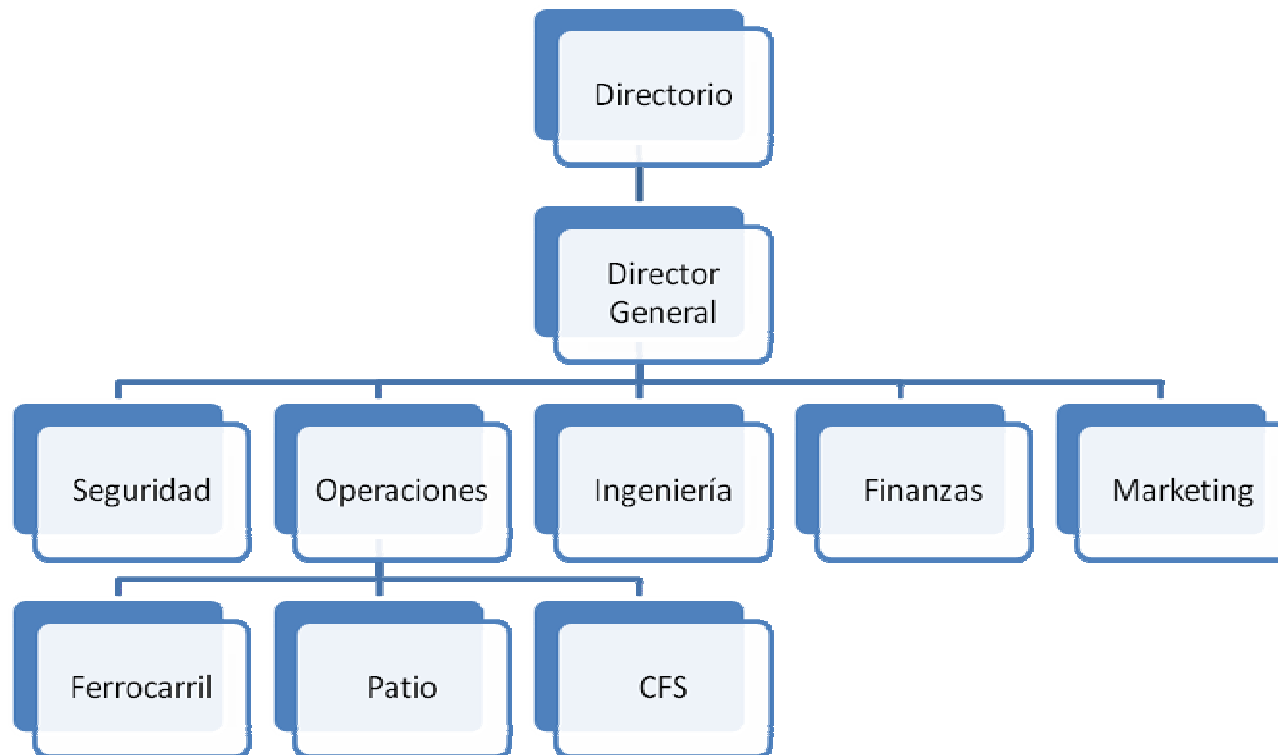 Directorio
Director
General
Seguridad
Operaciones
Ingeniería
Finanzas
Marketing
Ferrocarril
Patio
CFS